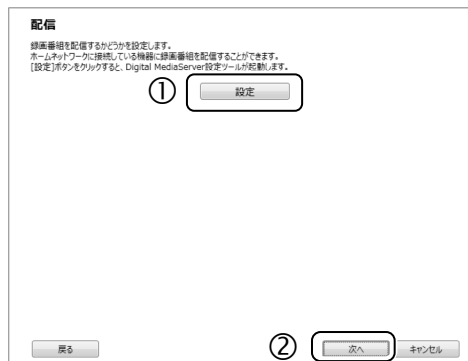 配信
録画番組を配信するかどうかを設定します。
ホームネットワークに接続している機器に録画番組を配信することができます。
[設定]ボタンをクリックすると、Digital MediaServer設定ツールが起動します。
① 設定
戻る ② 次へ キャンセル